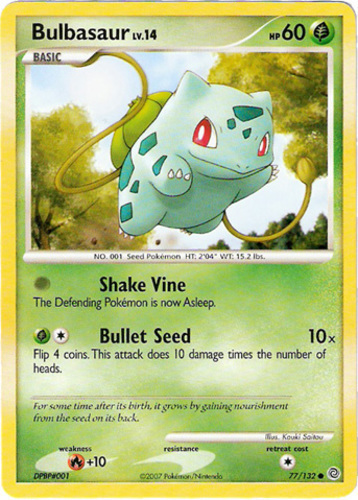 Bulbasaur LV.14 HP 60
BASIC
NO. 001 Seed Pokémon HT: 2'04" WT: 15.2 lbs.
Shake Vine
The Defending Pokémon is now Asleep.
Bullet Seed 10x
Flip 4 coins. This attack does 10 damage times the number of
heads.
For some time after its birth, it grows by gaining nourishment
from the seed on its back.
Illus. Kouki Saitou
weakness resistance retreat cost
+10
DPBP#001 ©2007 Pokémon/Nintendo 77/132